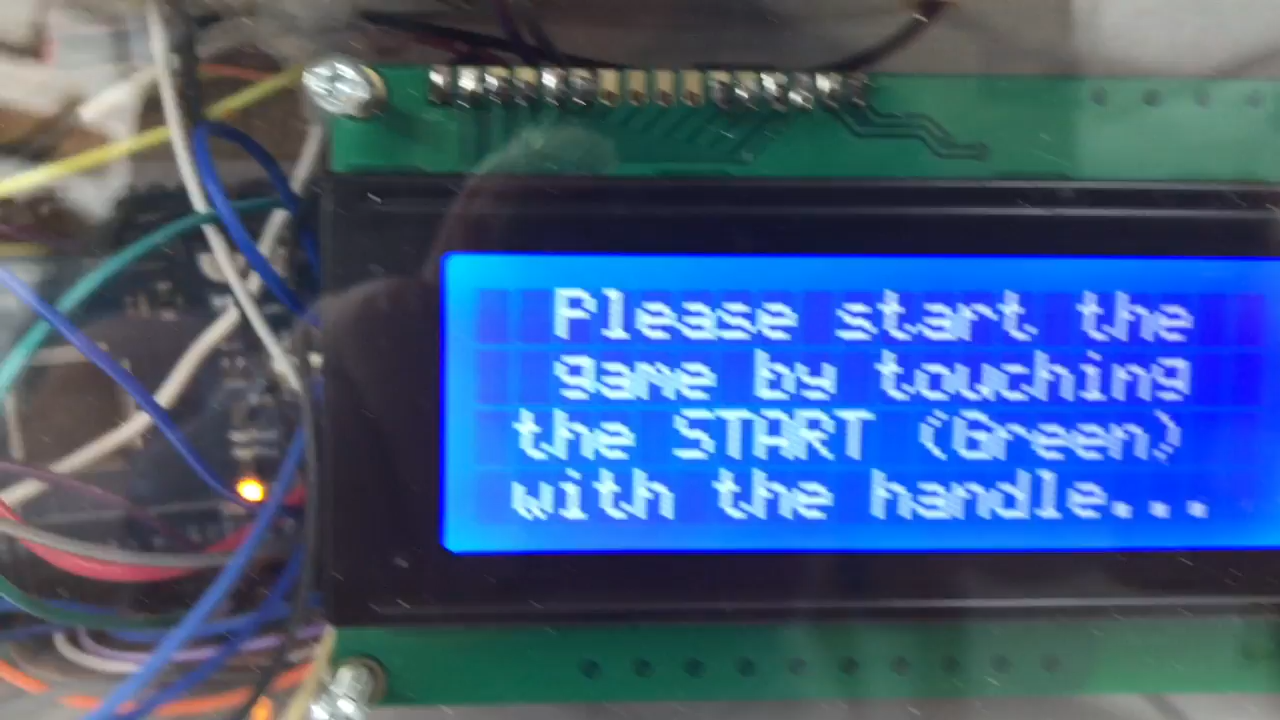 Please start the
game by touching
the START (Green)
with the handle...